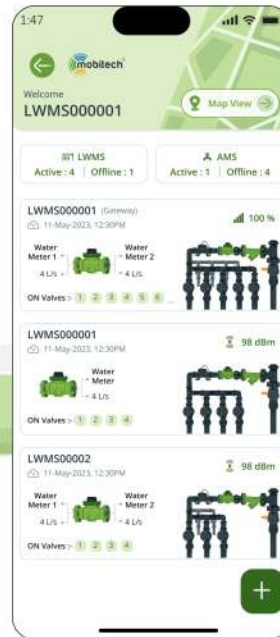 1:47
mobitech
Welcome
LWMS000001
Map View
LWMS
Active : 4 | Offline : 1
AMS
Active : 1 | Offline : 4
LWMS000001 (Gateway)
11-May-2023, 12:30PM
100 %
Water Meter 1
4 L/s
Water Meter 2
4 L/s
ON Valves :- 1 2 3 4 5 6 ...
LWMS000001
11-May-2023, 12:30PM
98 dBm
Water Meter
4 L/s
ON Valves :- 1 2 3 4
LWMS00002
11-May-2023, 12:30PM
98 dBm
Water Meter 1
4 L/s
Water Meter 2
4 L/s
ON Valves :- 1 2 3 4
+